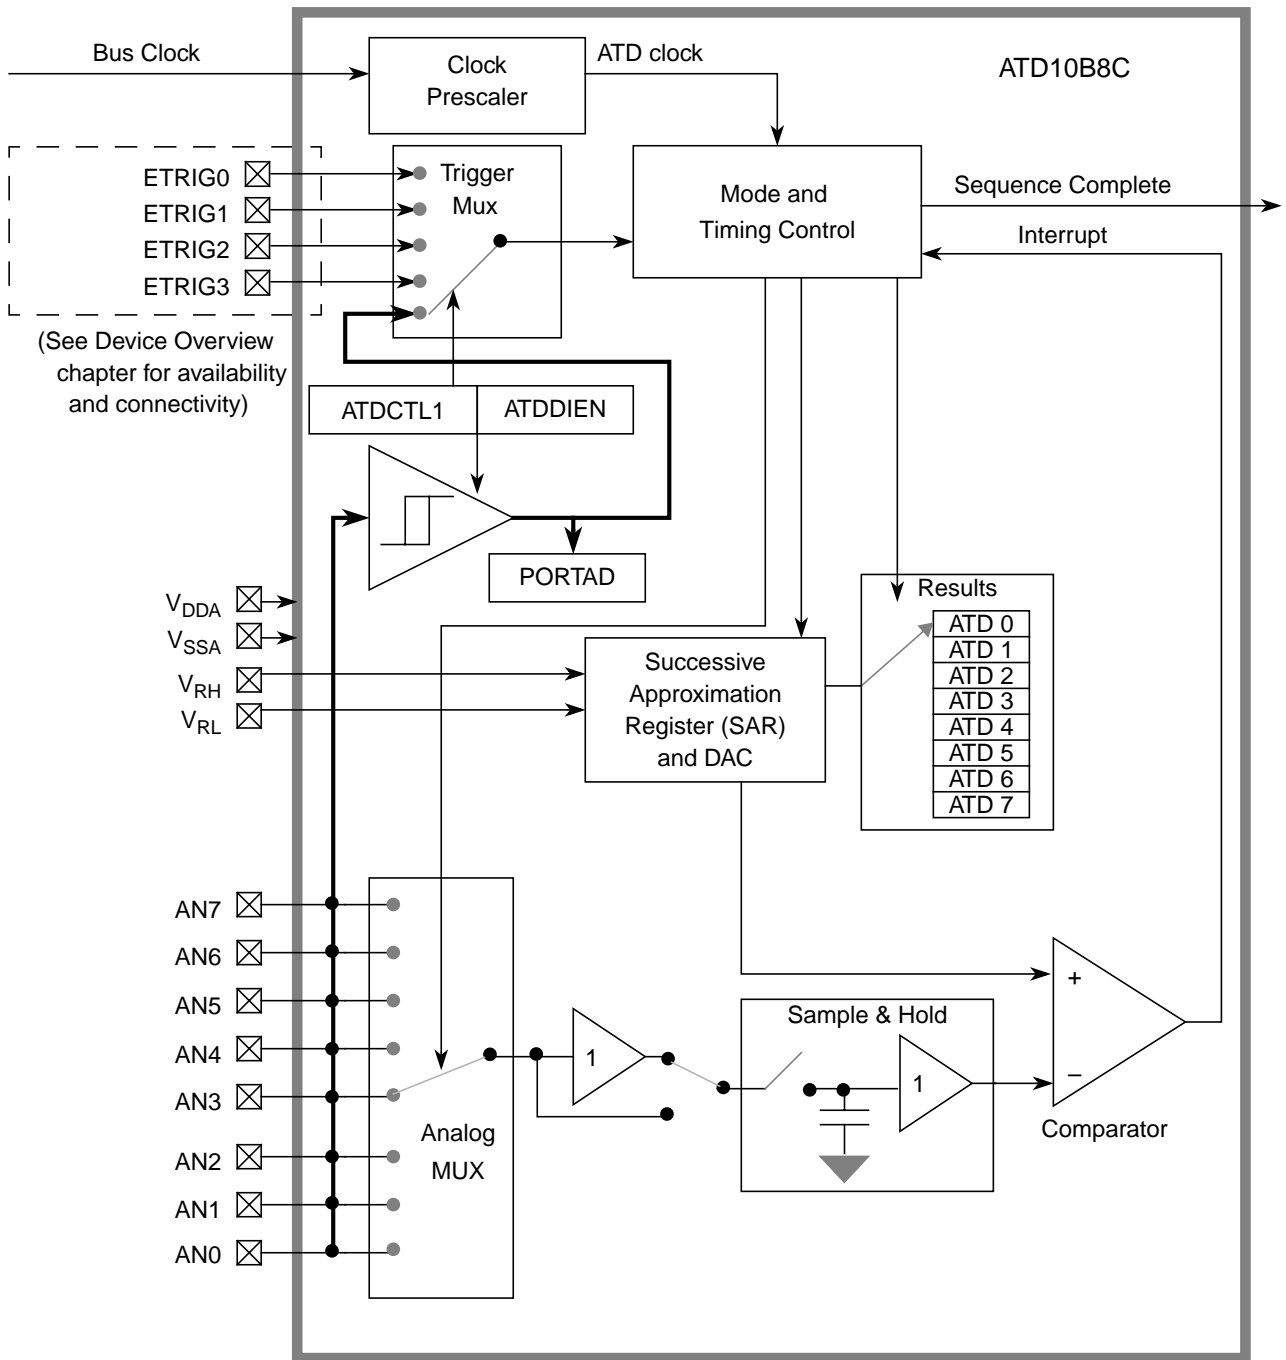 Bus Clock
Clock
Prescaler
ATD clock
ATD10B8C
ETRIG0
ETRIG1
ETRIG2
ETRIG3
(See Device Overview
chapter for availability
and connectivity)
Trigger
Mux
Mode and
Timing Control
Sequence Complete
Interrupt
ATDCTL1
ATDDIEN
PORTAD
VDDA
VSSA
VRH
VRL
Successive
Approximation
Register (SAR)
and DAC
Results
ATD 0
ATD 1
ATD 2
ATD 3
ATD 4
ATD 5
ATD 6
ATD 7
AN7
AN6
AN5
AN4
AN3
AN2
AN1
AN0
Analog
MUX
1
Sample & Hold
1
+
–
Comparator